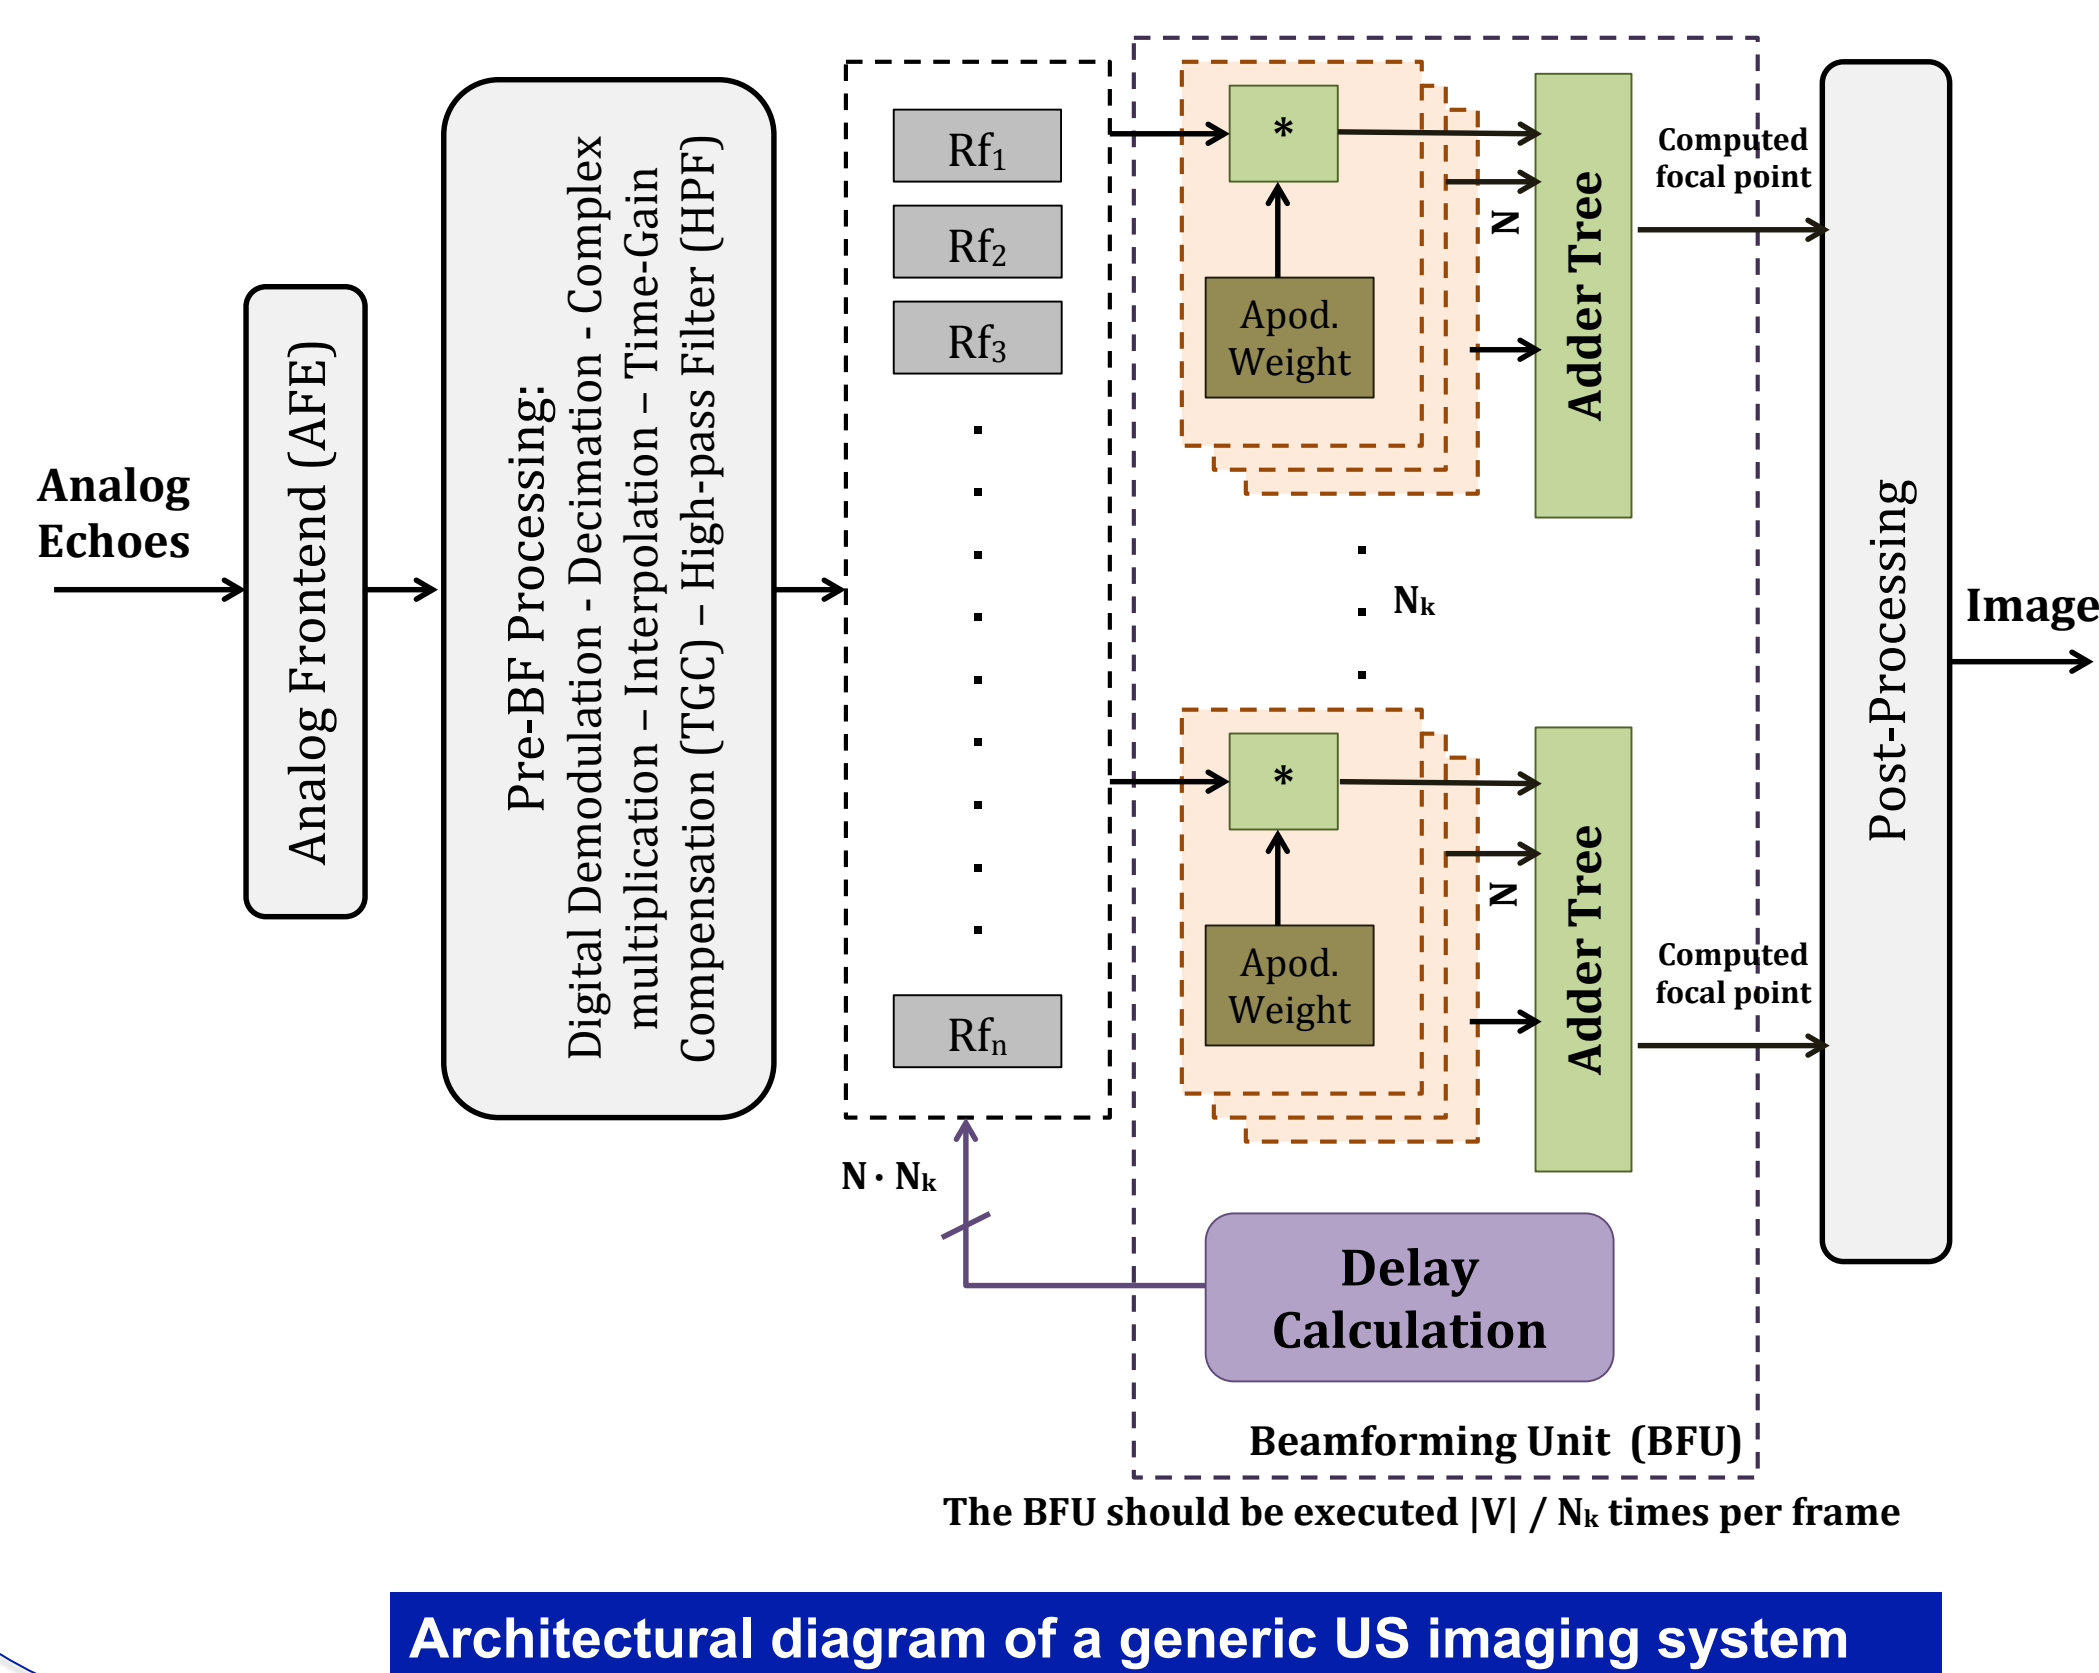 Analog
Echoes
Analog Frontend (AFE)
Pre-BF Processing:
Digital Demodulation - Decimation - Complex
multiplication – Interpolation – Time-Gain
Compensation (TGC) – High-pass Filter (HPF)
Rf₁
Rf₂
Rf₃
.
.
.
.
.
.
.
.
.
Rfₙ
N · Nₖ
*
Apod.
Weight
N
Adder Tree
Computed
focal point
.
. Nₖ
.
*
Apod.
Weight
N
Adder Tree
Computed
focal point
Delay
Calculation
Beamforming Unit (BFU)
Post-Processing
Image
The BFU should be executed |V| / Nₖ times per frame
Architectural diagram of a generic US imaging system